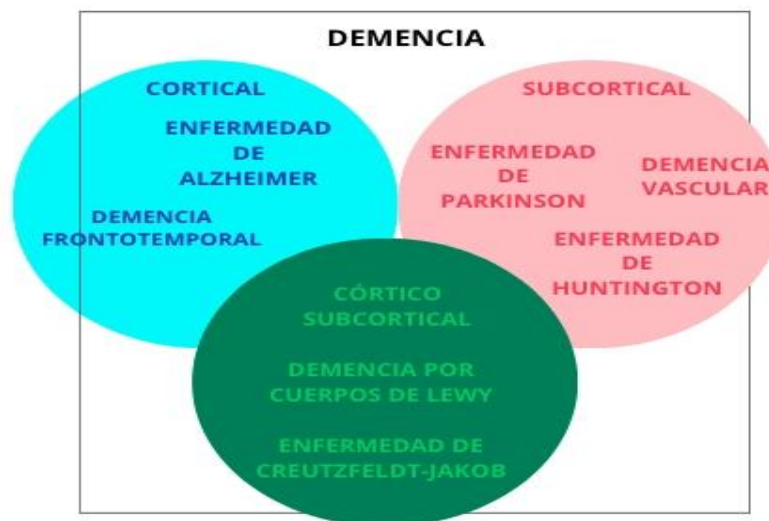 DEMENCIA
CORTICAL
ENFERMEDAD
DE
ALZHEIMER
DEMENCIA
FRONTOTEMPORAL
SUBCORTICAL
ENFERMEDAD
DE
PARKINSON
DEMENCIA
VASCULAR
ENFERMEDAD
DE
HUNTINGTON
CÓRTICO
SUBCORTICAL
DEMENCIA POR
CUERPOS DE LEWY
ENFERMEDAD DE
CREUTZFELDT-JAKOB